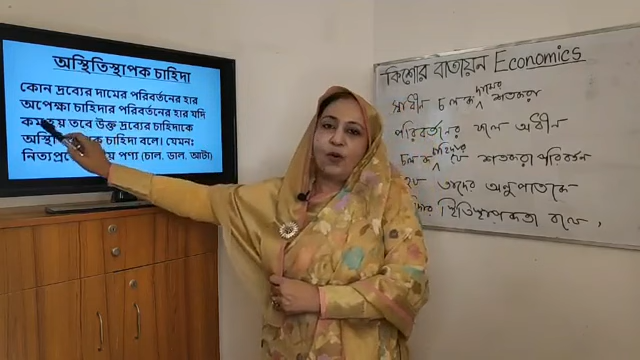 অস্থিতিস্থাপক চাহিদা
কোন দ্রব্যের দামের পরিবর্তনের হার
অপেক্ষা চাহিদার পরিবর্তনের হার যদি
কম হয় তবে উক্ত দ্রব্যের চাহিদাকে
চাহিদা বলে। যেমনঃ
পণ্য (চাল, ডাল, আটা)
কিশোর বাতায়ন Economics
স্বাধীন চলক দামের শতকরা
পরিবর্তনের ফলে অধীন
চলক চাহিদার যে শতকরা পরিবর্তন
তাদের অনুপাতকে
স্থিতিস্থাপকতা বলে,